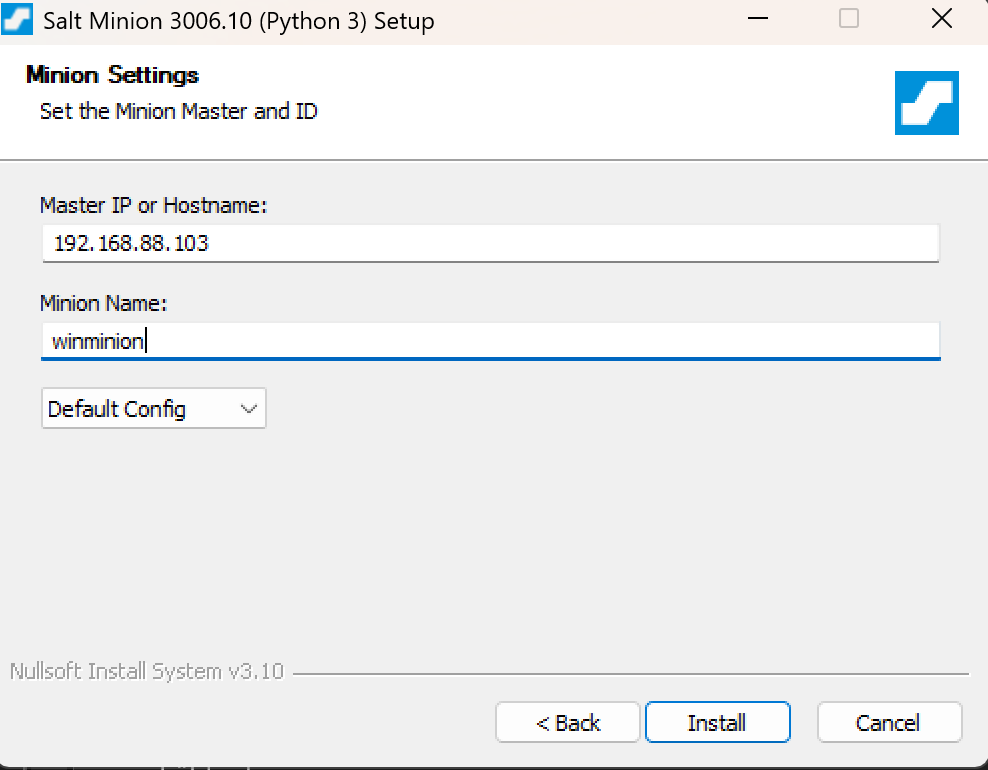 Salt Minion 3006.10 (Python 3) Setup
Minion Settings
Set the Minion Master and ID
Master IP or Hostname:
192.168.88.103
Minion Name:
winminion
Default Config
Nullsoft Install System v3.10
< Back
Install
Cancel